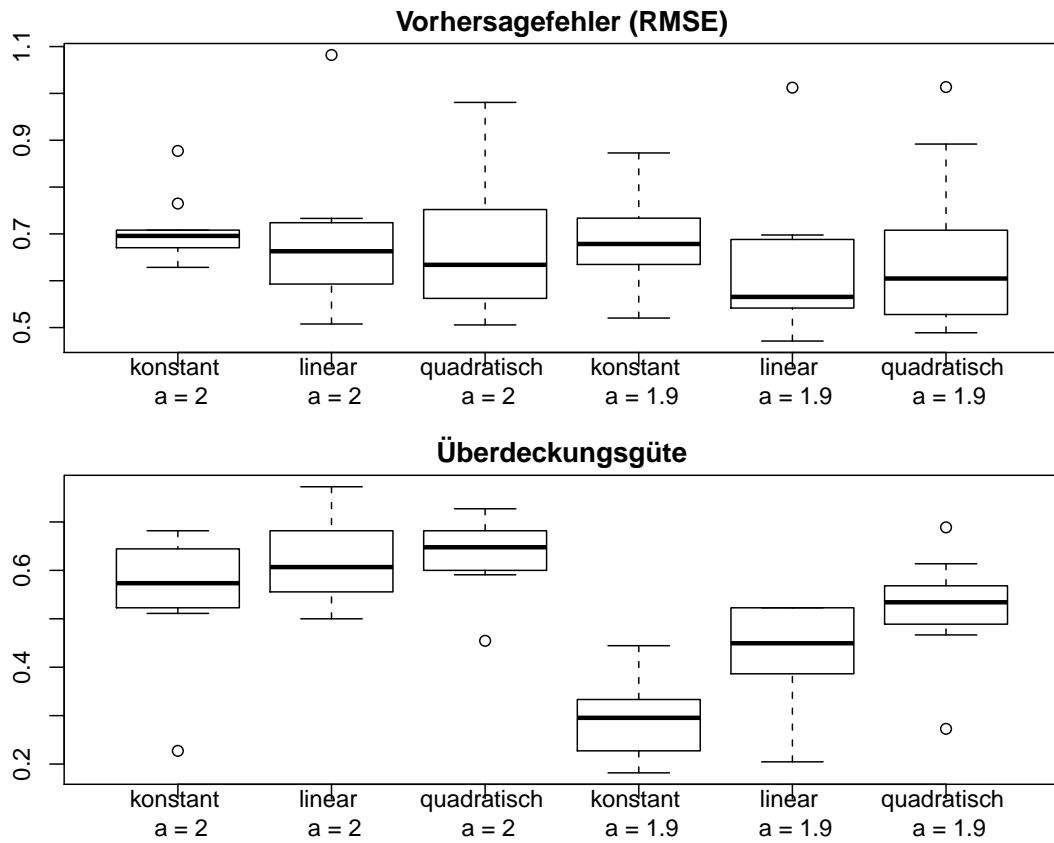 Vorhersagefehler (RMSE)
1.1
0.9
0.7
0.5
konstant linear quadratisch konstant linear quadratisch
a = 2 a = 2 a = 2 a = 1.9 a = 1.9 a = 1.9
Überdeckungsgüte
0.6
0.4
0.2
konstant linear quadratisch konstant linear quadratisch
a = 2 a = 2 a = 2 a = 1.9 a = 1.9 a = 1.9